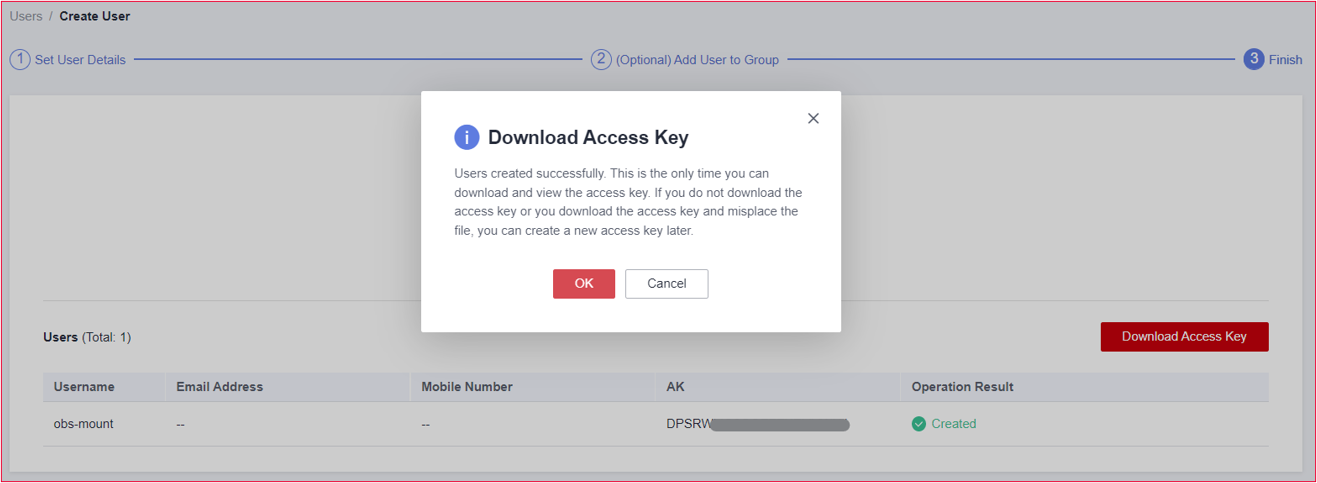 Users / Create User
1 Set User Details
2 (Optional) Add User to Group
3 Finish
Download Access Key
Users created successfully. This is the only time you can
download and view the access key. If you do not download the
access key or you download the access key and misplace the
file, you can create a new access key later.
OK Cancel
Users (Total: 1)
Download Access Key
Username Email Address Mobile Number AK Operation Result
obs-mount -- -- DPSRW Created